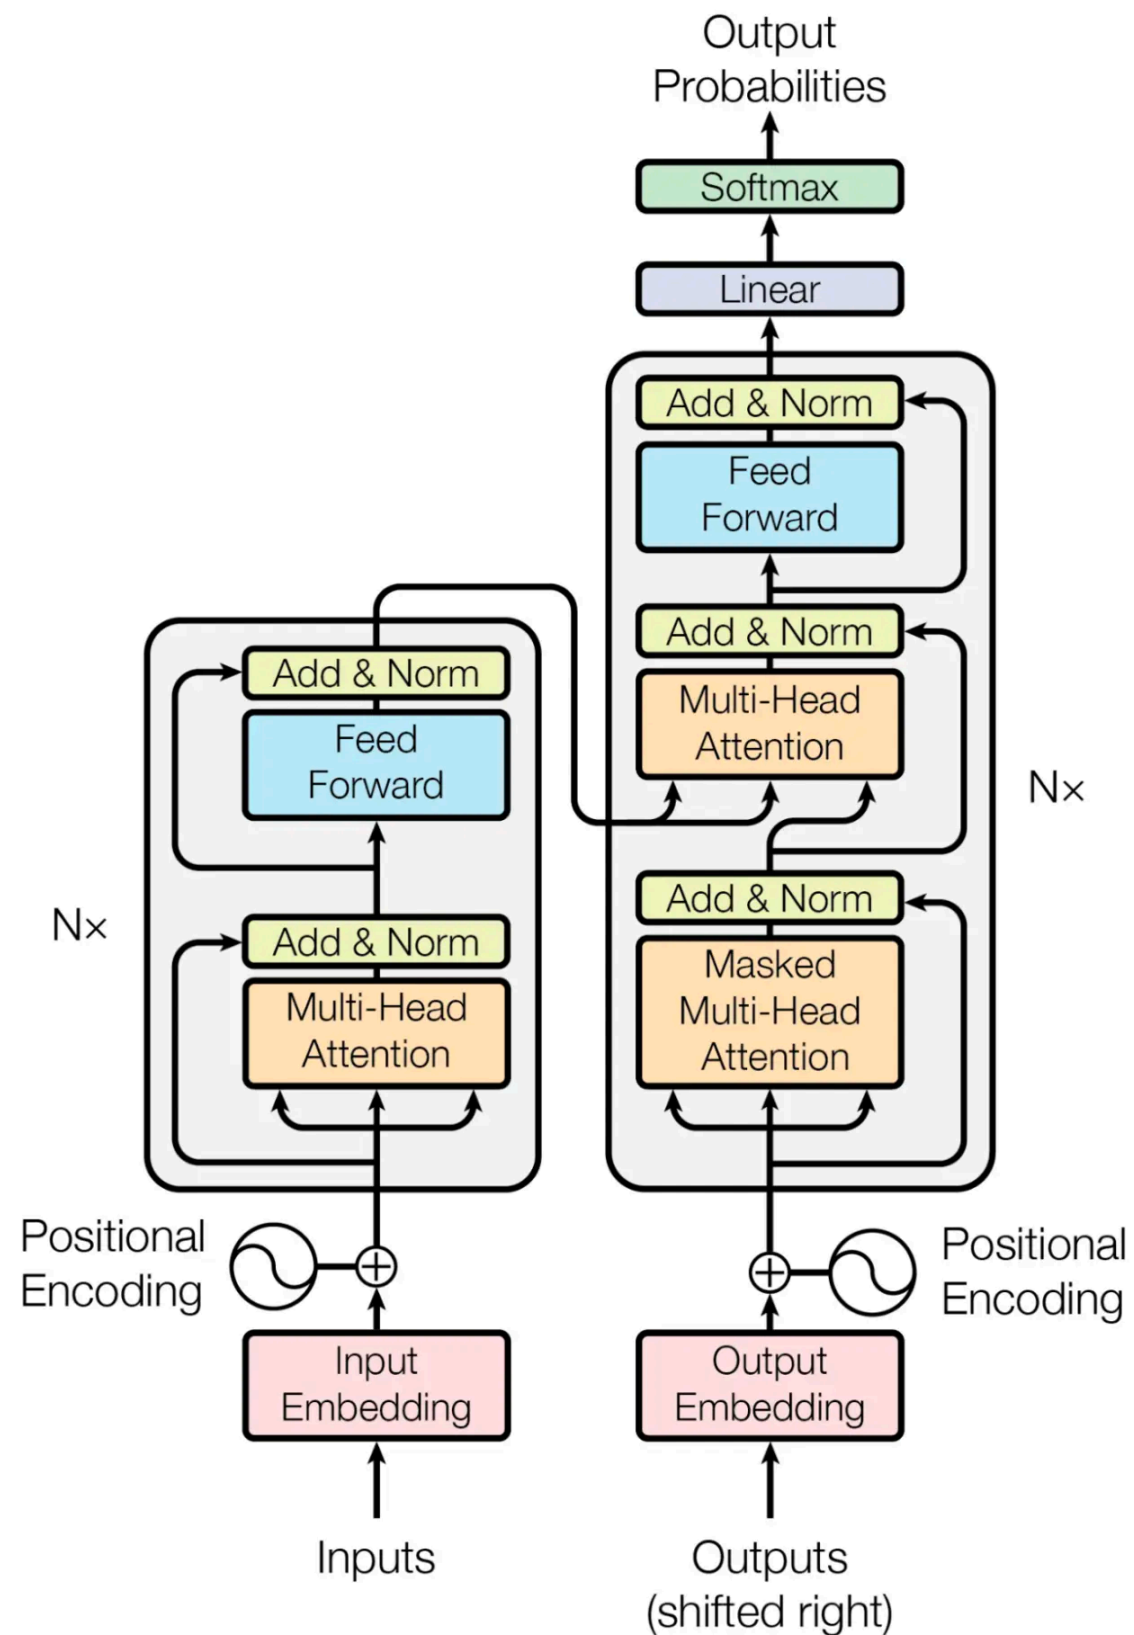 Output
Probabilities
Softmax
Linear
Add & Norm
Feed
Forward
Add & Norm
Multi-Head
Attention
Nx
Add & Norm
Masked
Multi-Head
Attention
Add & Norm
Feed
Forward
Nx
Add & Norm
Multi-Head
Attention
Positional
Encoding
Positional
Encoding
Input
Embedding
Output
Embedding
Inputs
Outputs
(shifted right)